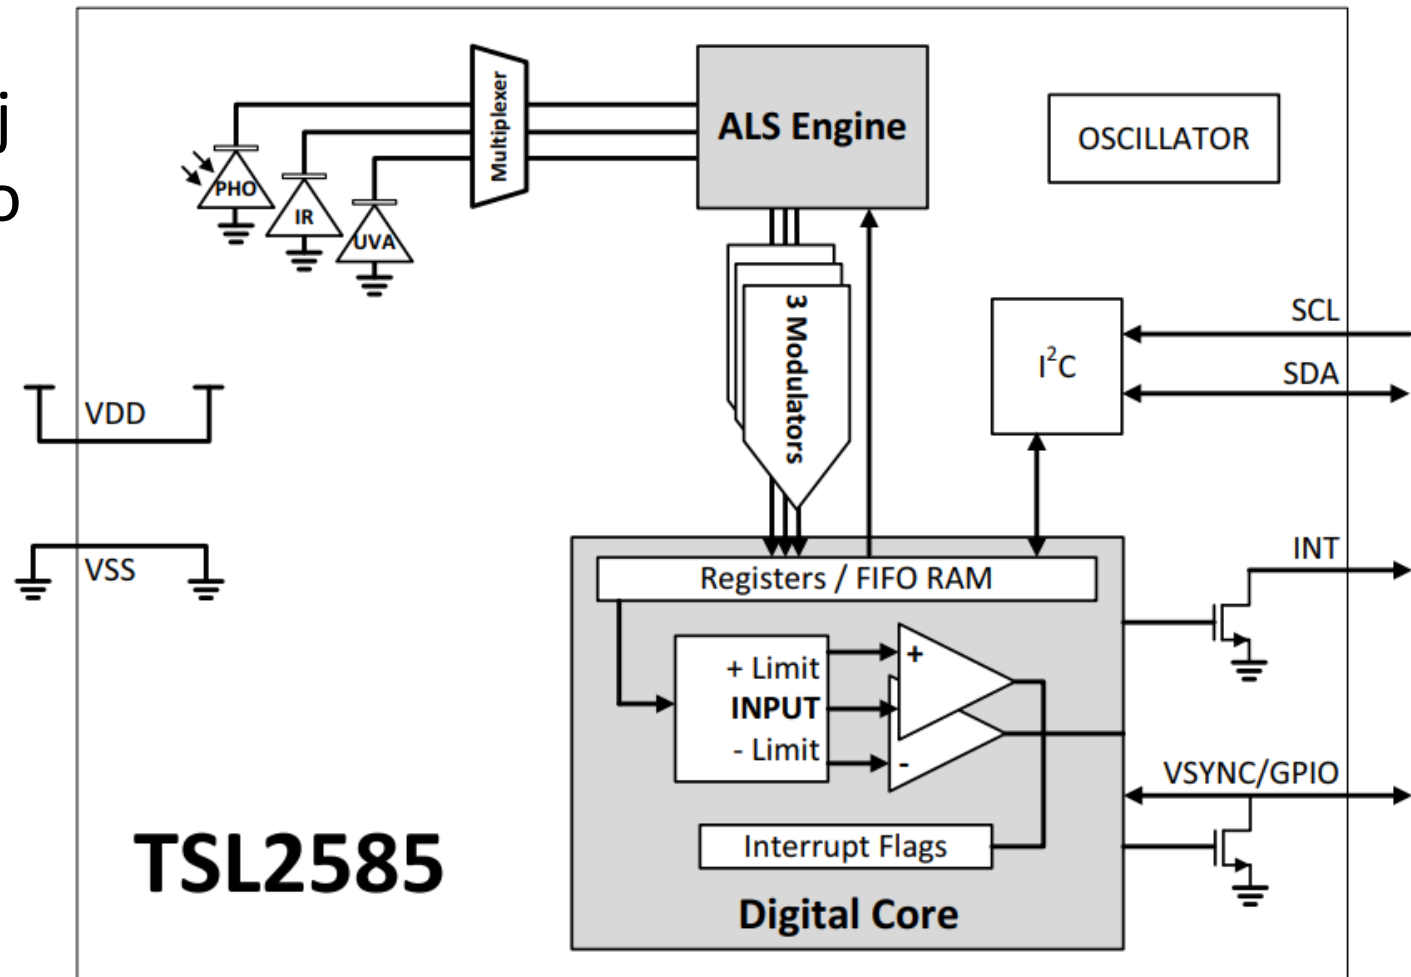 j
o
Multiplexer
ALS Engine
OSCILLATOR
PHO
IR
UVA
3 Modulators
SCL
I²C
SDA
VDD
VSS
INT
Registers / FIFO RAM
+ Limit
+
INPUT
- Limit
-
VSYNC/GPIO
Interrupt Flags
TSL2585
Digital Core